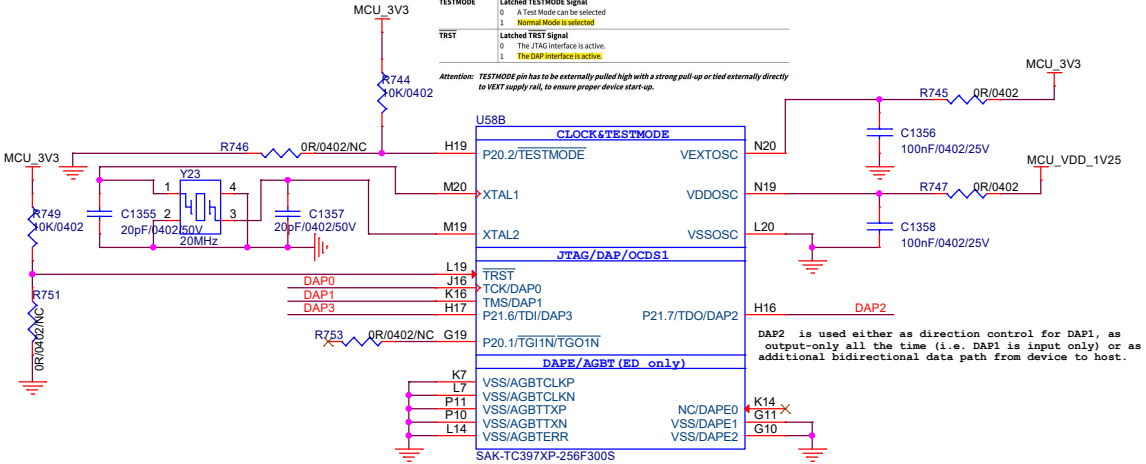 TESTMODE Latched TESTMODE Signal
0 A Test Mode can be selected
1 Normal Mode is selected
TRST Latched TRST Signal
0 The JTAG interface is active.
1 The DAP interface is active.
Attention: TESTMODE pin has to be externally pulled high with a strong pull-up or tied externally directly
to VEXT supply rail, to ensure proper device start-up.
MCU_3V3
R744
10K/0402
R746
0R/0402/NC
MCU_3V3
R749
10K/0402
R751
0R/0402/NC
Y23
1
2
4
3
20MHz
C1355
20pF/0402/50V
C1357
20pF/0402/50V
U58B
CLOCK&TESTMODE
H19 P20.2/TESTMODE
M20 XTAL1
M19 XTAL2
VEXTOSC N20
VDDOSC N19
VSSOSC L20
MCU_3V3
R745 0R/0402
C1356
100nF/0402/25V
MCU_VDD_1V25
R747 0R/0402
C1358
100nF/0402/25V
JTAG/DAP/OCDS1
L19 TRST
DAP0 J16 TCK/DAP0
DAP1 K16 TMS/DAP1
DAP3 H17 P21.6/TDI/DAP3
P21.7/TDO/DAP2 H16 DAP2
R753 0R/0402/NC G19 P20.1/TGI1N/TGO1N
DAP2 is used either as direction control for DAP1, as
output-only all the time (i.e. DAP1 is input only) or as
additional bidirectional data path from device to host.
DAPE/AGBT(ED only)
K7 VSS/AGBTCLKP
L7 VSS/AGBTCLKN
P11 VSS/AGBTTXP
P10 VSS/AGBTTXN
L14 VSS/AGBTERR
NC/DAPE0 K14
VSS/DAPE1 G11
VSS/DAPE2 G10
SAK-TC397XP-256F300S